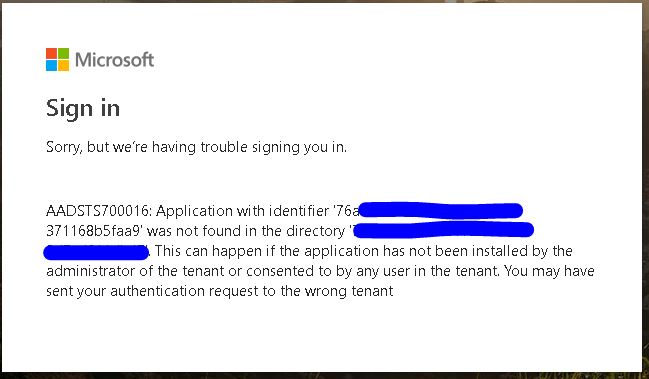 Microsoft
Sign in
Sorry, but we're having trouble signing you in.
AADSTS700016: Application with identifier '76a
371168b5faa9' was not found in the directory '
. This can happen if the application has not been installed by the
administrator of the tenant or consented to by any user in the tenant. You may have
sent your authentication request to the wrong tenant